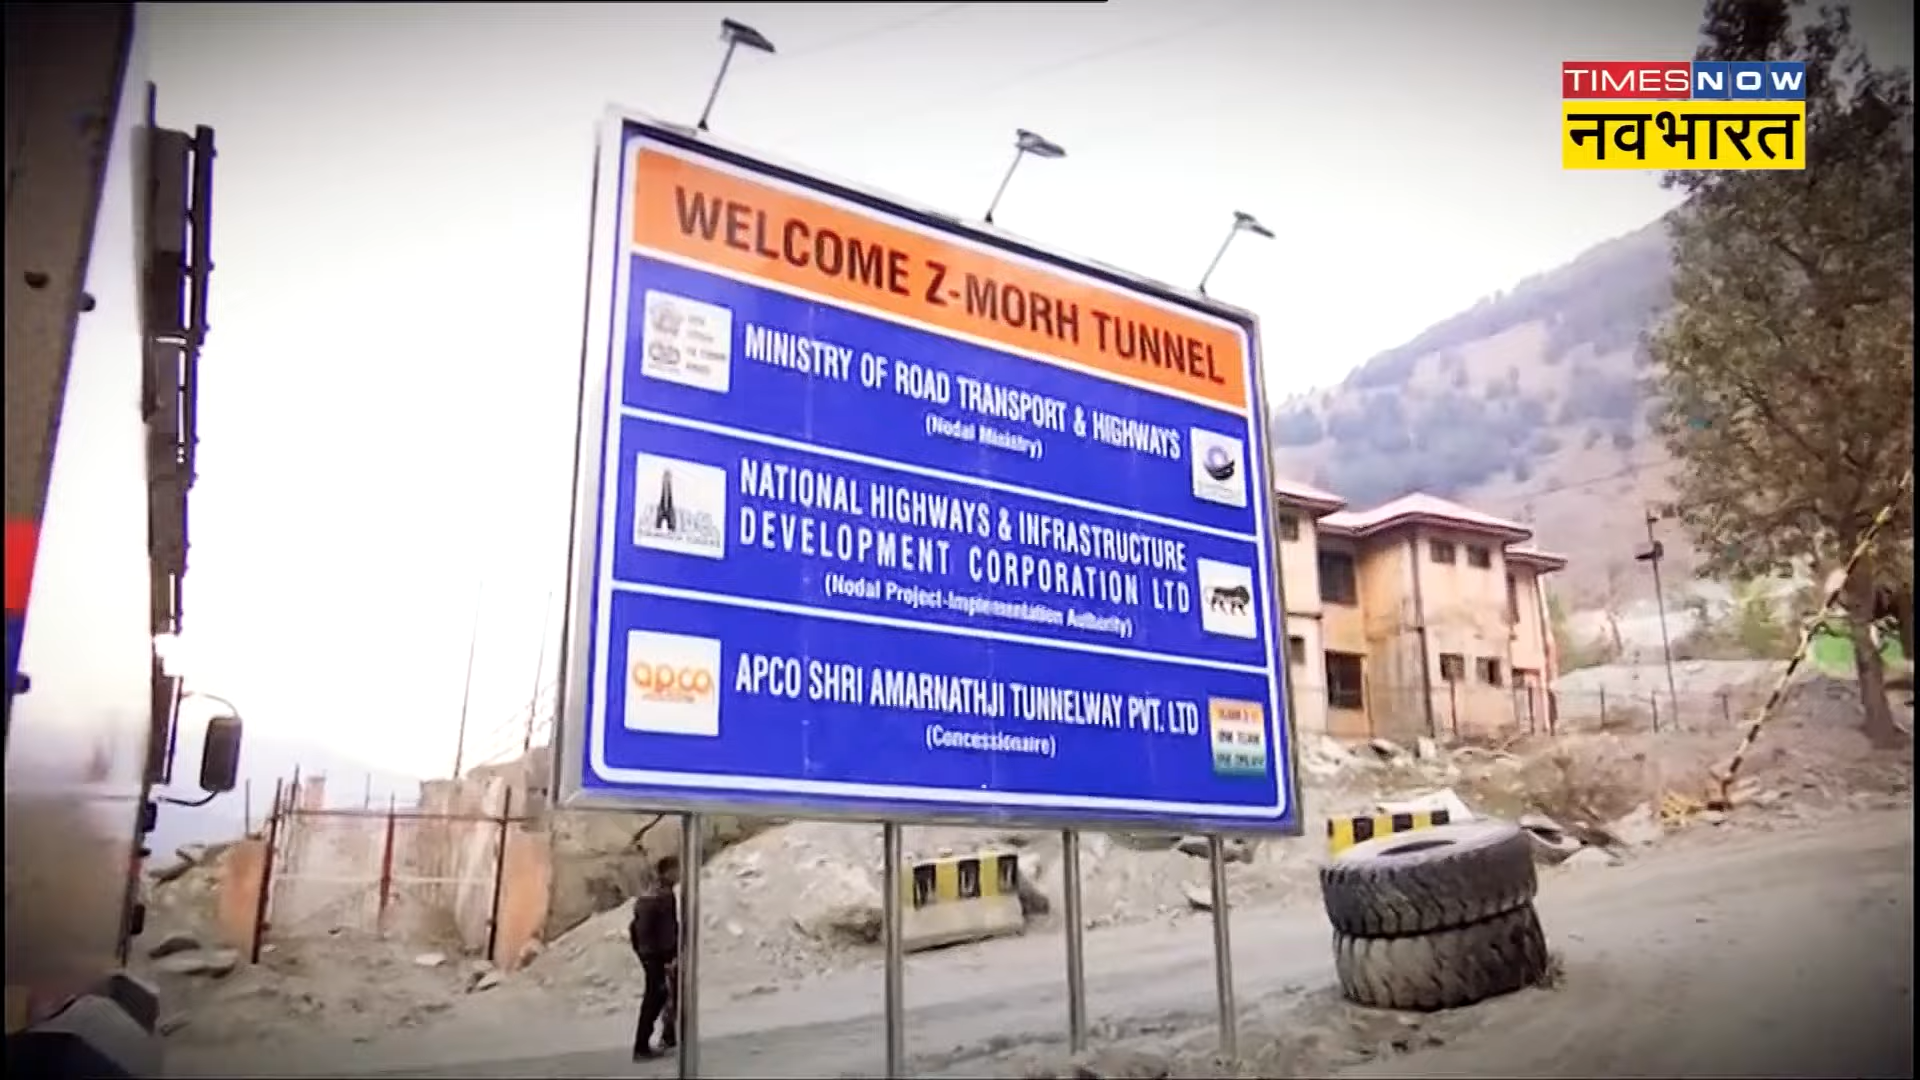 TIMES NOW
नवभारत
WELCOME Z-MORH TUNNEL
MINISTRY OF ROAD TRANSPORT & HIGHWAYS
(Nodal Ministry)
NATIONAL HIGHWAYS & INFRASTRUCTURE
DEVELOPMENT CORPORATION LTD
(Nodal Project-Implementation Authority)
apco
APCO SHRI AMARNATHJI TUNNELWAY PVT. LTD
(Concessionaire)